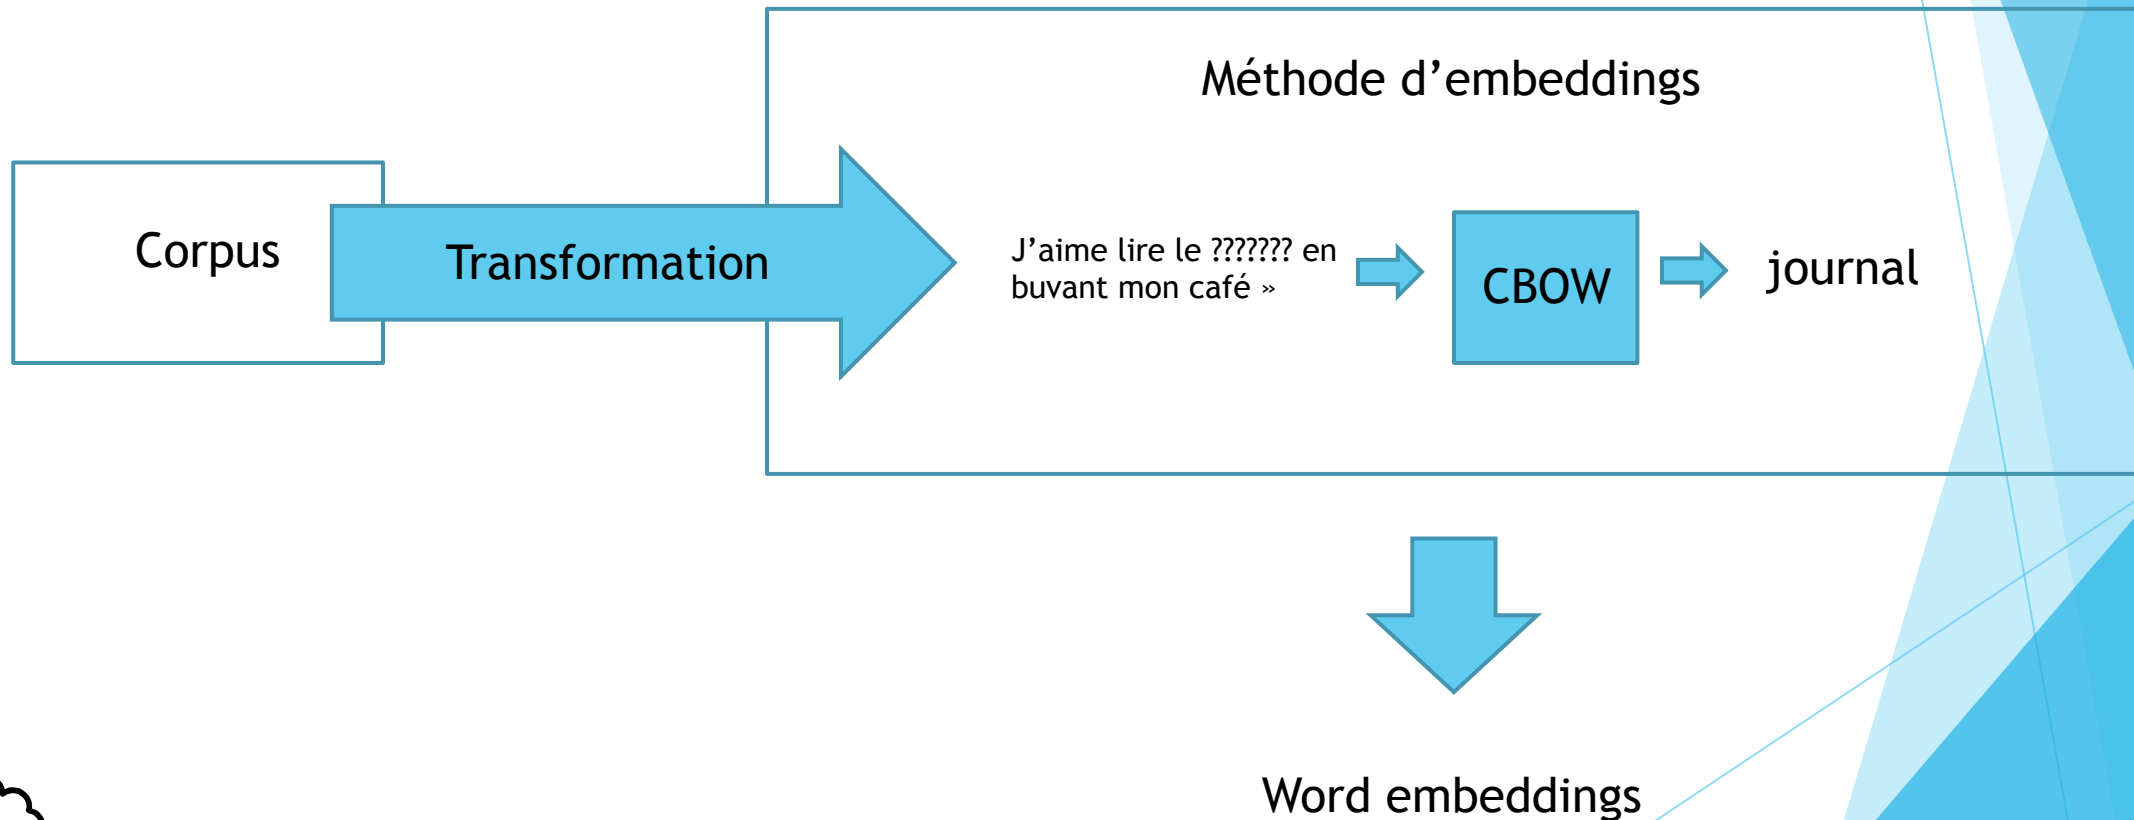 Méthode d’embeddings
Corpus
Transformation
J’aime lire le ??????? en
buvant mon café »
CBOW
journal
Word embeddings